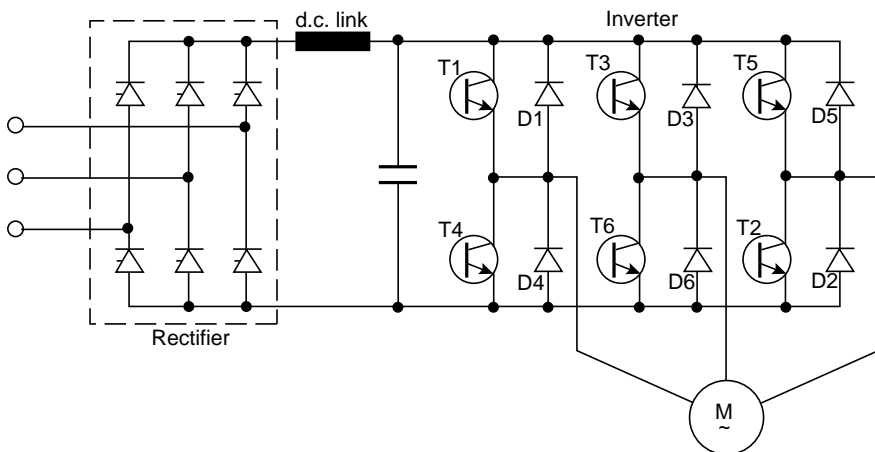 d.c. link
Inverter
T1
T3
T5
D1
D3
D5
T4
T6
T2
D4
D6
D2
Rectifier
M
~